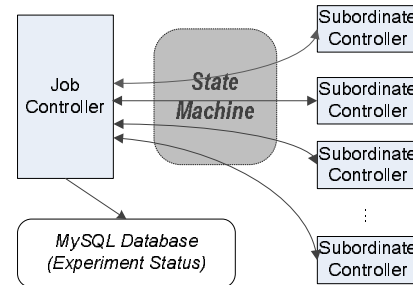 Job
Controller
State
Machine
Subordinate
Controller
Subordinate
Controller
Subordinate
Controller
...
Subordinate
Controller
MySQL Database
(Experiment Status)